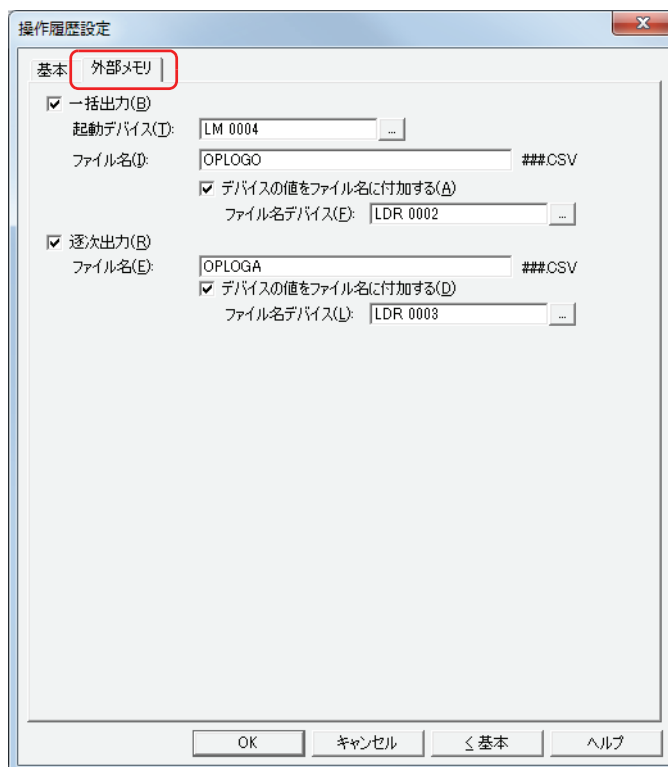 操作履歴設定
基本 外部メモリ
一括出力(B)
起動デバイス(T): LM 0004 ...
ファイル名(I): OPLOGO ###.CSV
デバイスの値をファイル名に付加する(A)
ファイル名デバイス(F): LDR 0002 ...
逐次出力(R)
ファイル名(E): OPLOGA ###.CSV
デバイスの値をファイル名に付加する(D)
ファイル名デバイス(L): LDR 0003 ...
OK キャンセル < 基本 ヘルプ